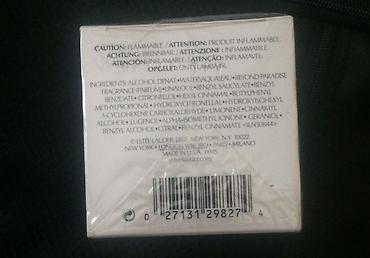 CAUTION: FLAMMABLE / ATTENTION: PRODUIT INFLAMMABLE.
ACHTUNG: BRENNBAR. / ATTENZIONE: INFIAMMABILE.
ATENCIÓN: INFLAMABLE / ATENÇÃO: INFLAMÁVEL.
OPGELET: ONTVLAMBAAR.
INGREDIENTS: ALCOHOL DENAT. • WATER\AQUA\EAU • BEYOND PARADISE
FRAGRANCE (PARFUM) • LINALOOL • BENZYL SALICYLATE • BENZYL
BENZOATE • CITRONELLOL • HEXYL CINNAMAL • BUTYLPHENYL
METHYLPROPIONAL • HYDROXYCITRONELLAL • HYDROXYISOHEXYL
3-CYCLOHEXENE CARBOXALDEHYDE • LIMONENE • CINNAMYL
ALCOHOL • EUGENOL • ALPHA-ISOMETHYL IONONE • GERANIOL •
BENZYL ALCOHOL • CITRAL • BENZYL CINNAMATE
© ESTEE LAUDER, DIST. NEW YORK, N.Y. 10022
NEW YORK • LONDON • PARIS • MILANO
MADE IN U.S.A.
esteelauder.com
0 27131 29827 4